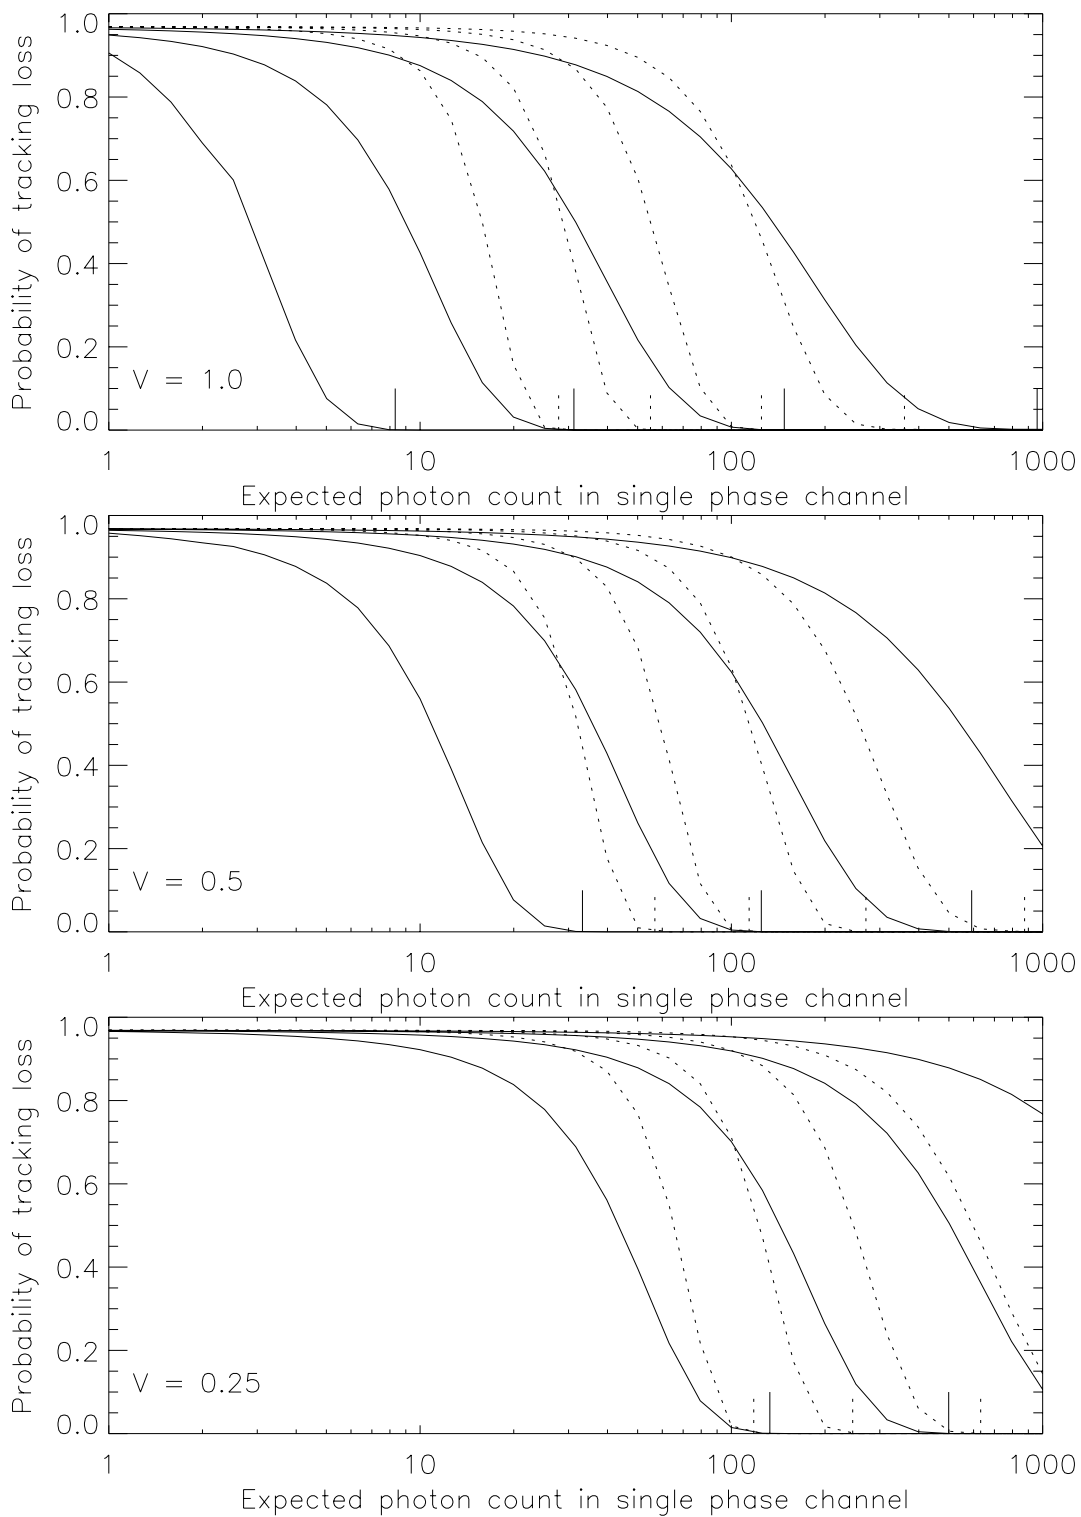 1.0
0.8
0.6
0.4
0.2
0.0
Probability of tracking loss
V = 1.0
1 10 100 1000
Expected photon count in single phase channel
1.0
0.8
0.6
0.4
0.2
0.0
Probability of tracking loss
V = 0.5
1 10 100 1000
Expected photon count in single phase channel
1.0
0.8
0.6
0.4
0.2
0.0
Probability of tracking loss
V = 0.25
1 10 100 1000
Expected photon count in single phase channel